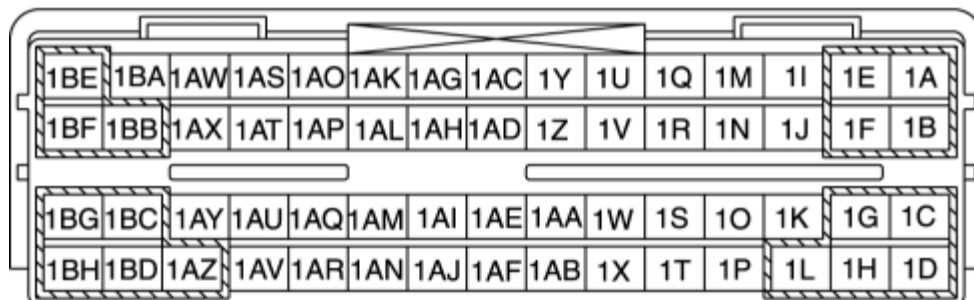 1BE 1BA 1AW 1AS 1AO 1AK 1AG 1AC 1Y 1U 1Q 1M 1I 1E 1A
1BF 1BB 1AX 1AT 1AP 1AL 1AH 1AD 1Z 1V 1R 1N 1J 1F 1B
1BG 1BC 1AY 1AU 1AQ 1AM 1AI 1AE 1AA 1W 1S 1O 1K 1G 1C
1BH 1BD 1AZ 1AV 1AR 1AN 1AJ 1AF 1AB 1X 1T 1P 1L 1H 1D